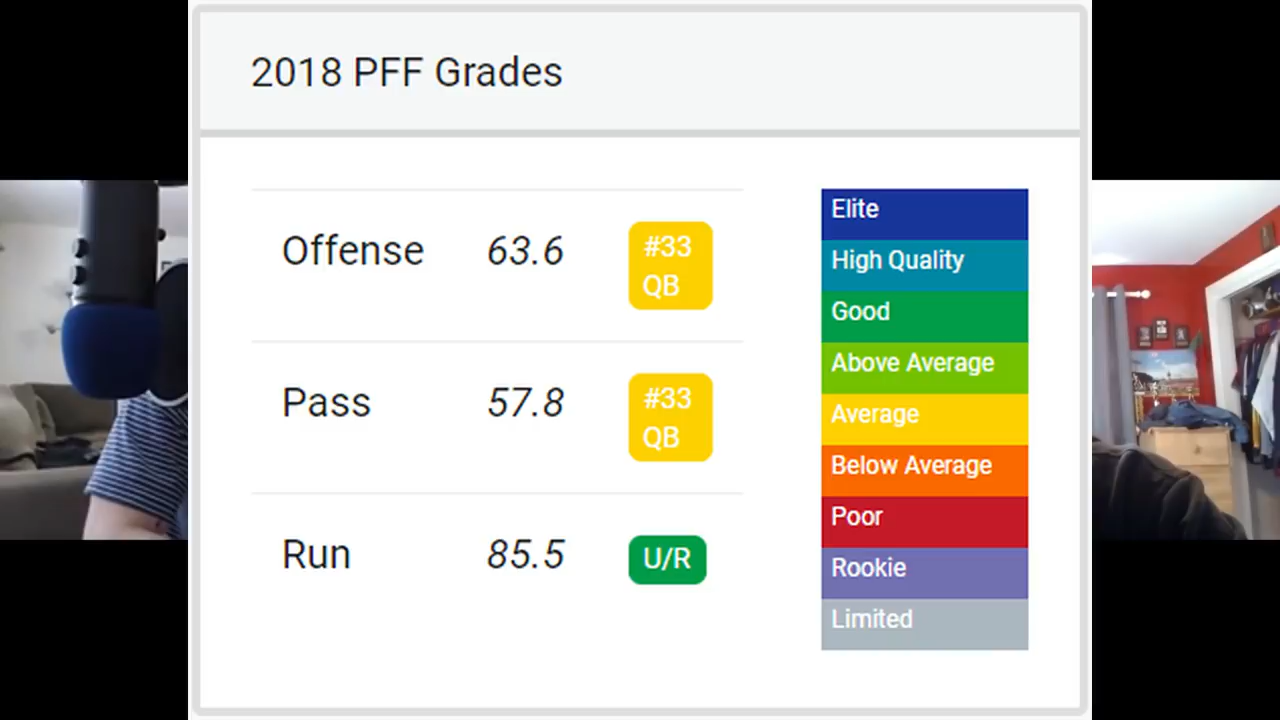 2018 PFF Grades
Offense 63.6 #33 QB
Pass 57.8 #33 QB
Run 85.5 U/R
Elite
High Quality
Good
Above Average
Average
Below Average
Poor
Rookie
Limited